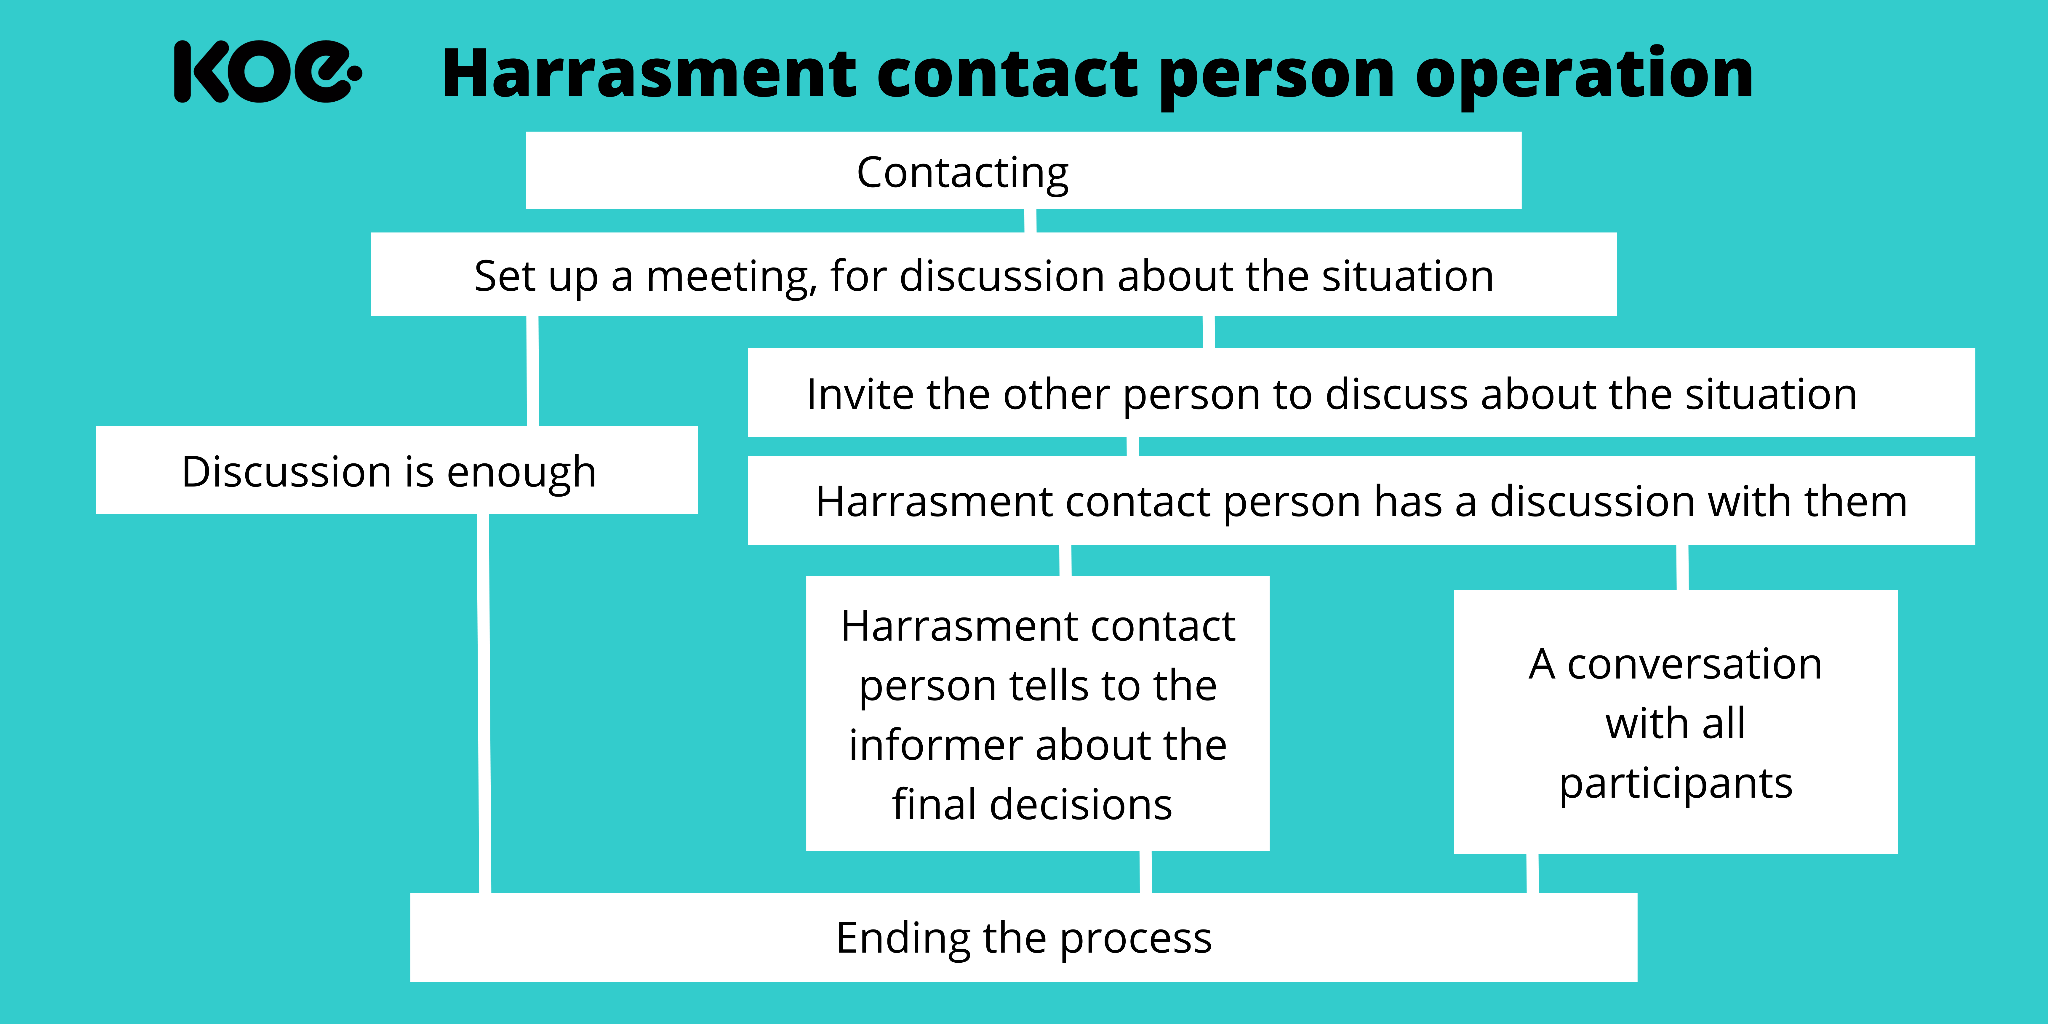 KOE.
Harrasment contact person operation
Contacting
Set up a meeting, for discussion about the situation
Invite the other person to discuss about the situation
Discussion is enough
Harrasment contact person has a discussion with them
Harrasment contact
person tells to the
informer about the
final decisions
A conversation
with all
participants
Ending the process